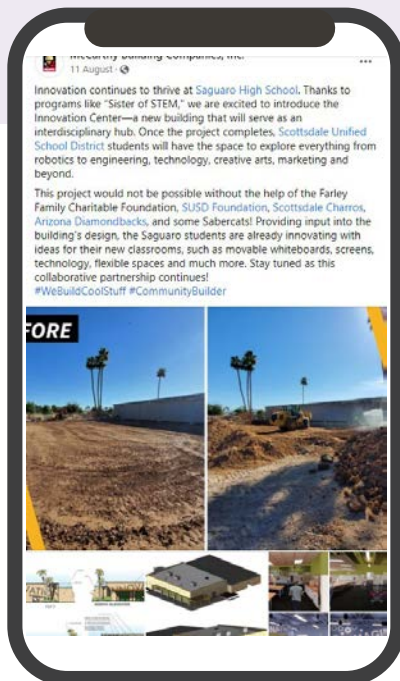 McCarthy Building Companies, Inc.
11 August ·
Innovation continues to thrive at Saguaro High School. Thanks to
programs like “Sister of STEM,” we are excited to introduce the
Innovation Center—a new building that will serve as an
interdisciplinary hub. Once the project completes, Scottsdale Unified
School District students will have the space to explore everything from
robotics to engineering, technology, creative arts, marketing and
beyond.
This project would not be possible without the help of the Farley
Family Charitable Foundation, SUSD Foundation, Scottsdale Charros,
Arizona Diamondbacks, and some Sabercats! Providing input into the
building's design, the Saguaro students are already innovating with
ideas for their new classrooms, such as movable whiteboards, screens,
technology, flexible spaces and much more. Stay tuned as this
collaborative partnership continues!
#WeBuildCoolStuff #CommunityBuilder
FORE